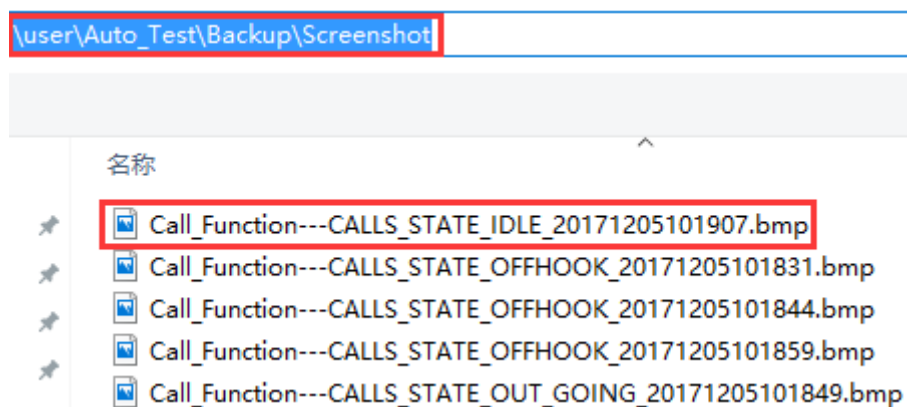 \user\Auto_Test\Backup\Screenshot
名称
Call_Function---CALLS_STATE_IDLE_20171205101907.bmp
Call_Function---CALLS_STATE_OFFHOOK_20171205101831.bmp
Call_Function---CALLS_STATE_OFFHOOK_20171205101844.bmp
Call_Function---CALLS_STATE_OFFHOOK_20171205101859.bmp
Call_Function---CALLS_STATE_OUT_GOING_20171205101849.bmp